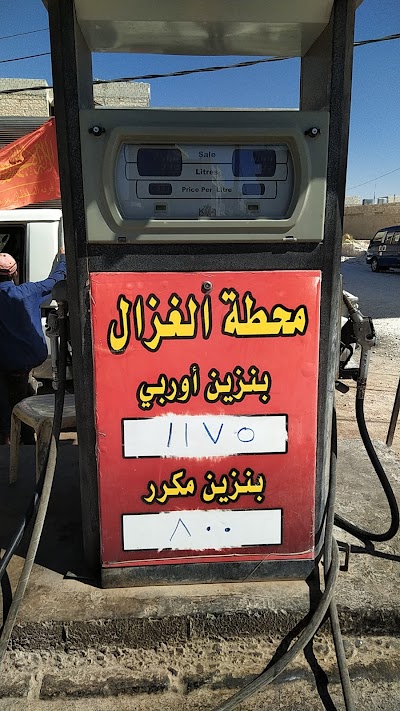 Sale
Litres
Price Per Litre
محطة الغزال
بنزين أوربي
١١٧٥
بنزين مكرر
٨٠٠